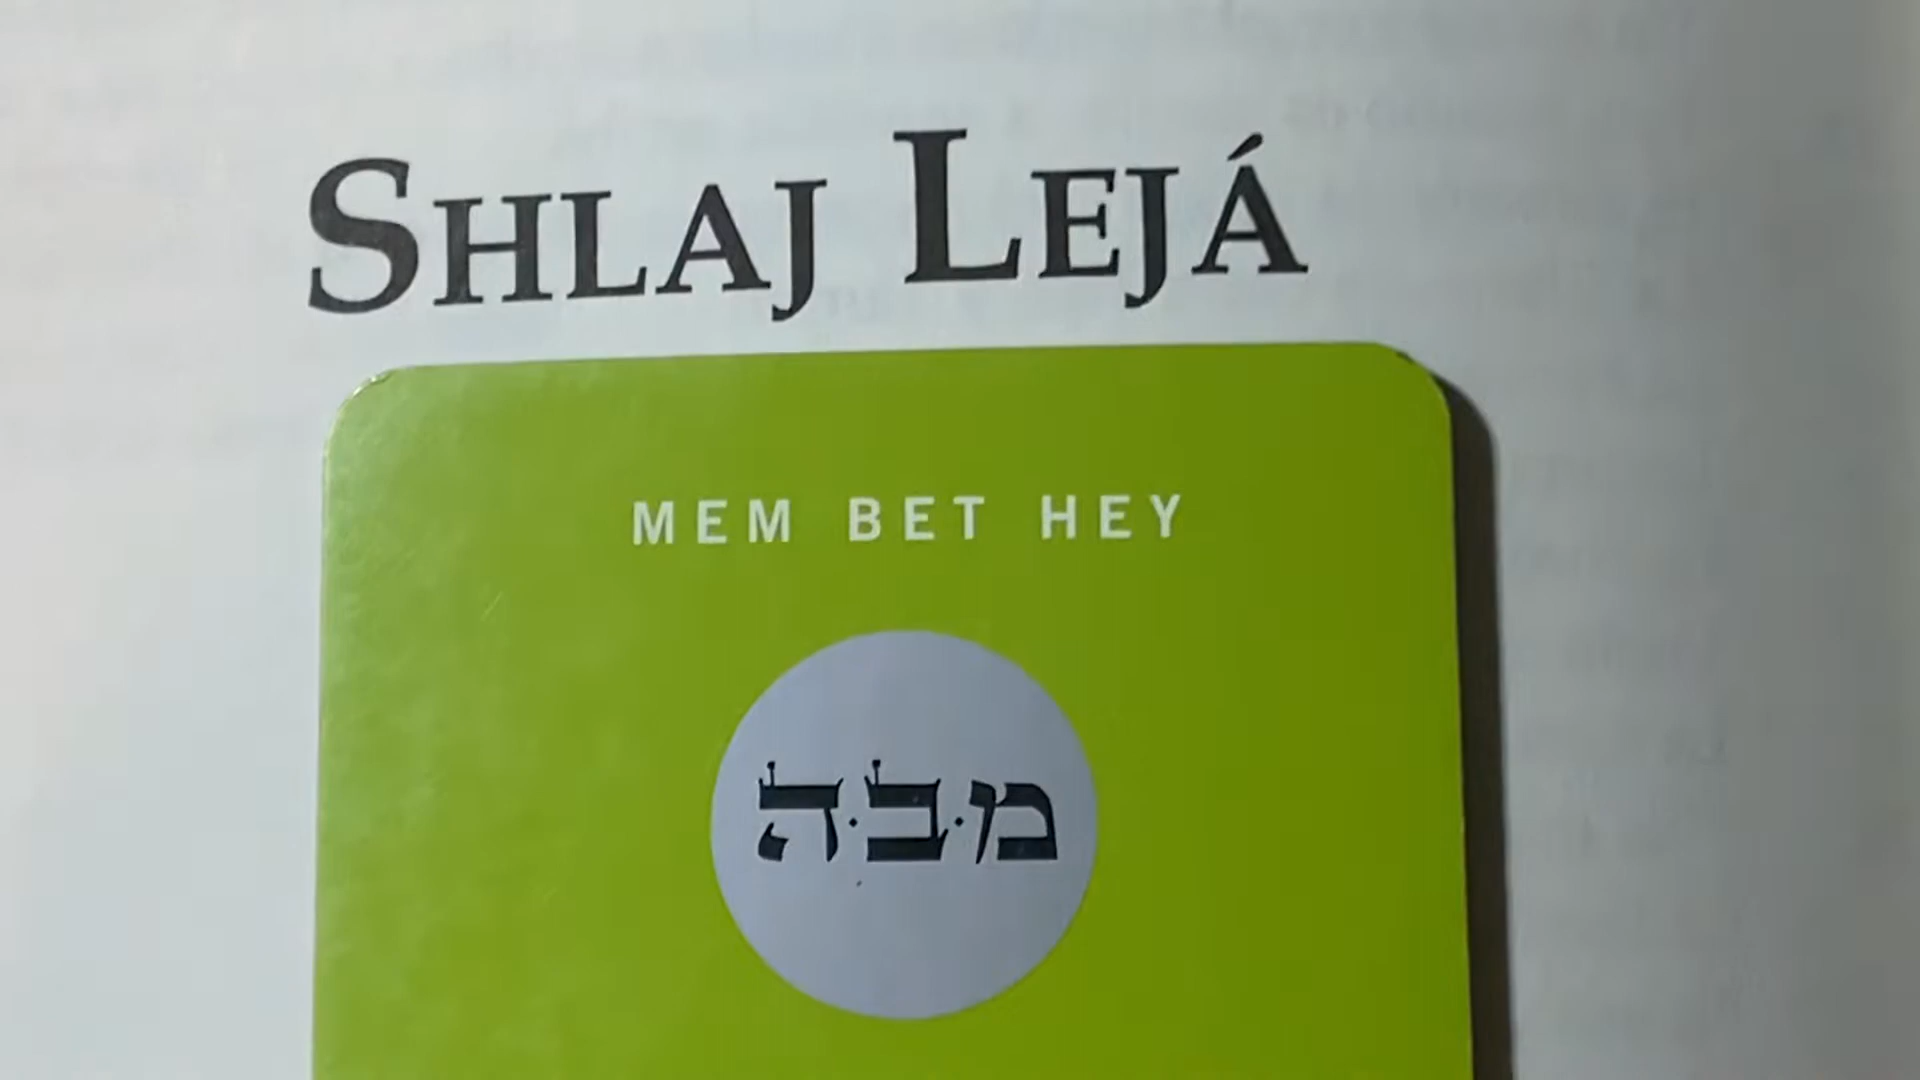 Shlaj Lejá
MEM BET HEY
מ·ב·ה